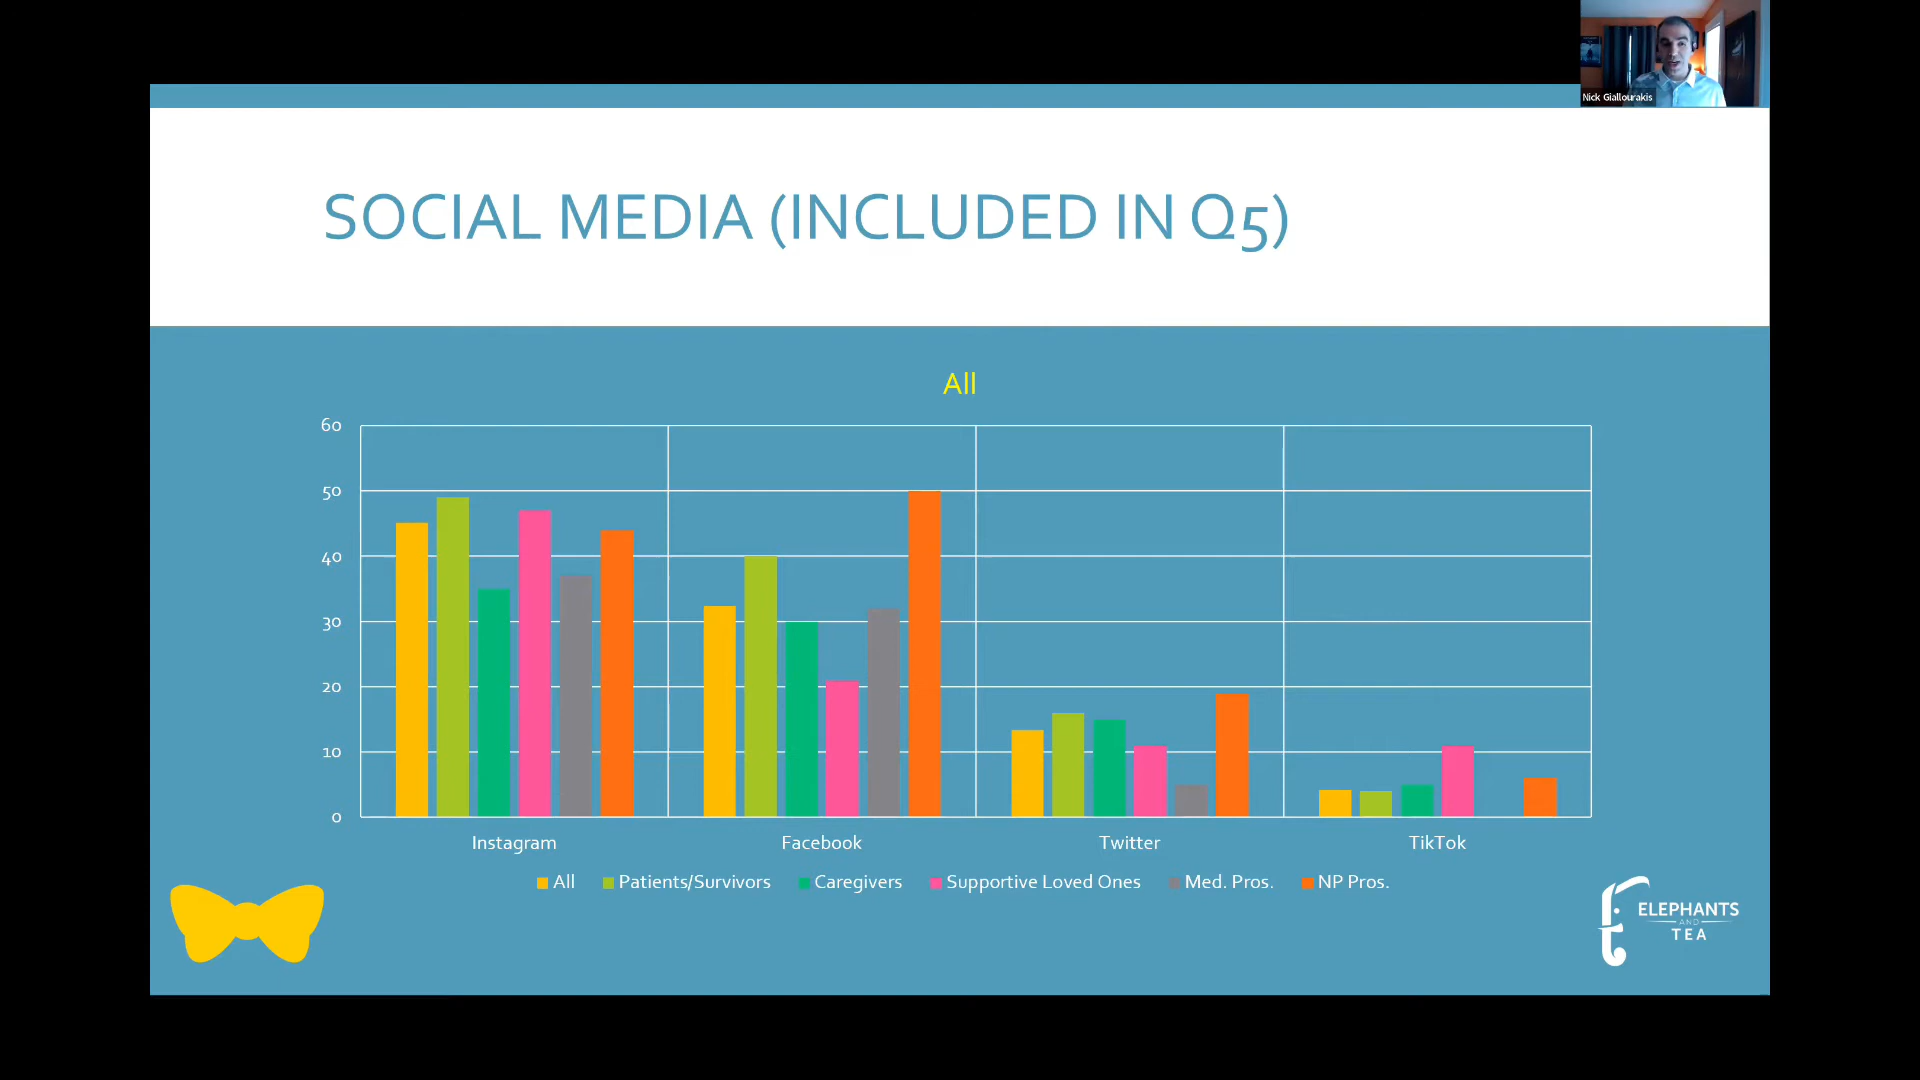 Nick Giallourakis
SOCIAL MEDIA (INCLUDED IN Q5)
All
60
50
40
30
20
10
0
Instagram Facebook Twitter TikTok
All Patients/Survivors Caregivers Supportive Loved Ones Med. Pros. NP Pros.
ELEPHANTS
AND
TEA